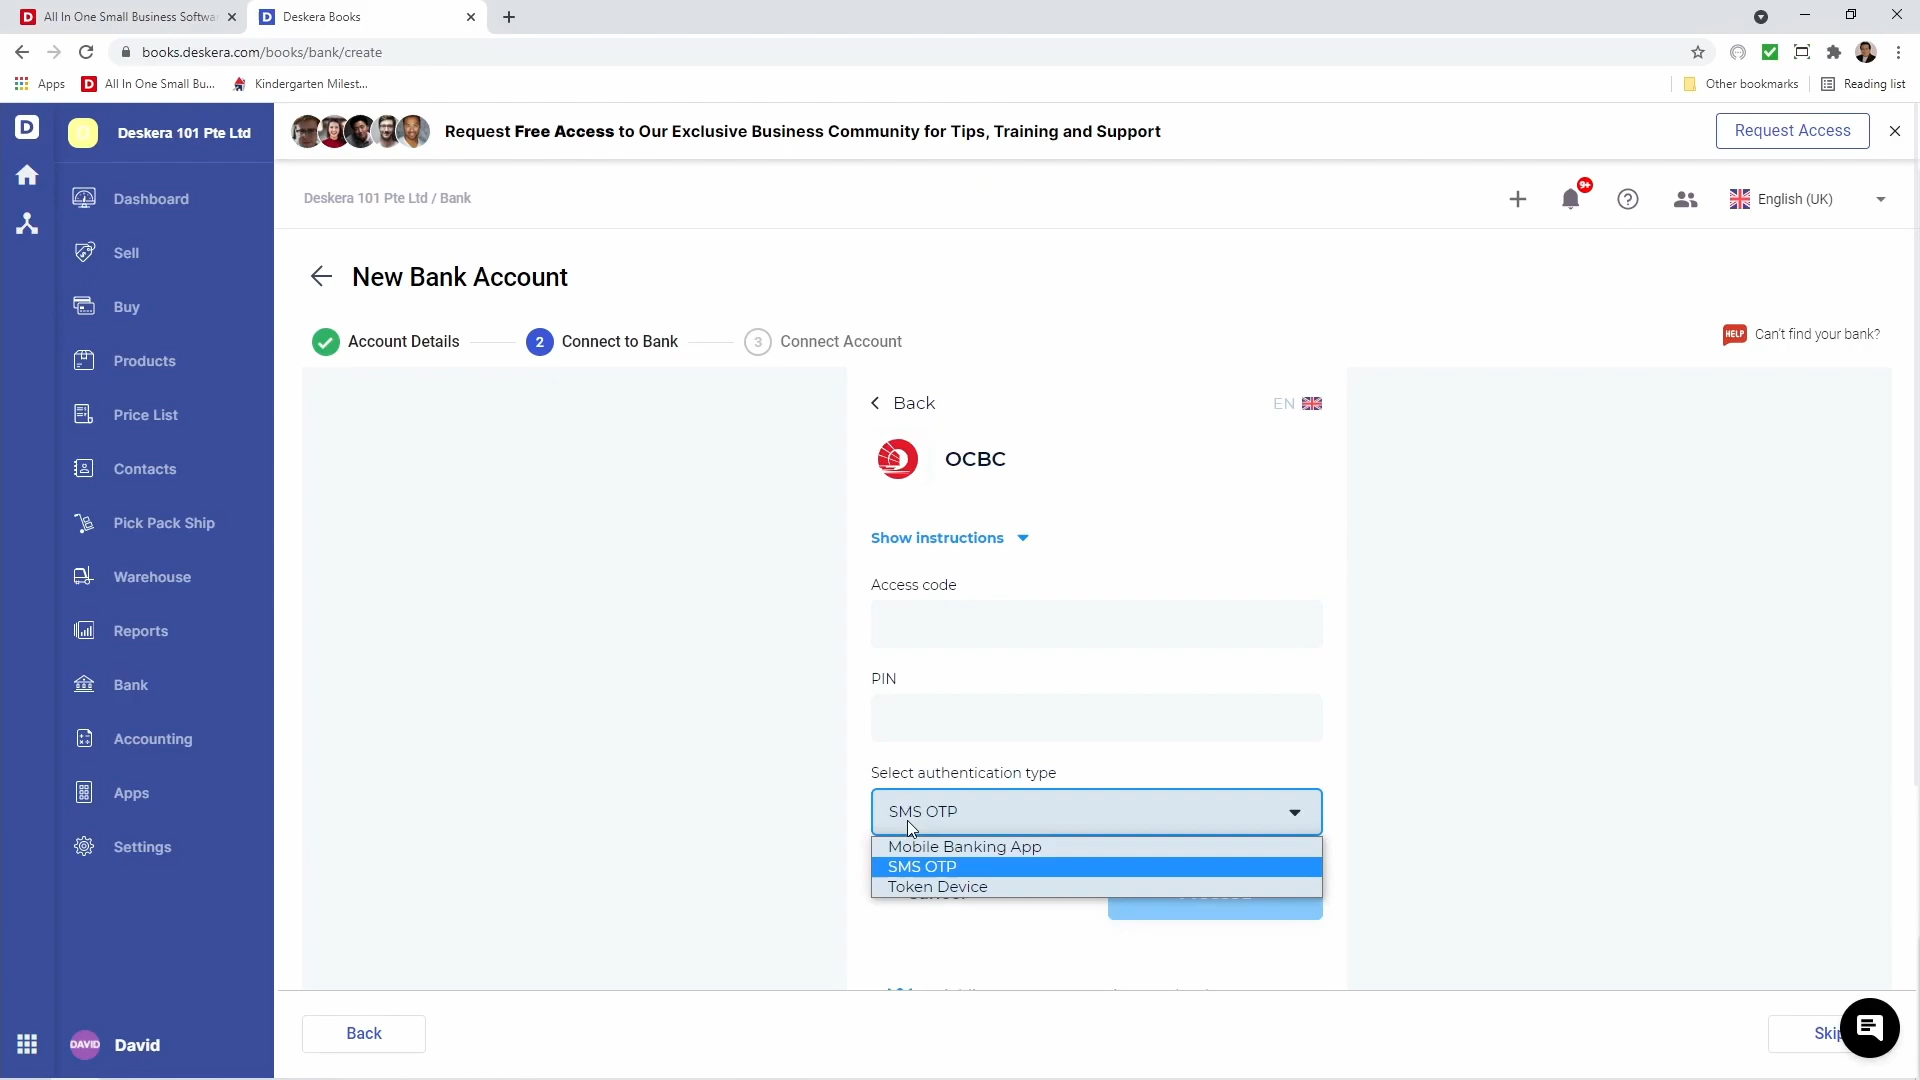 All In One Small Business Softwa
Deskera Books
books.deskera.com/books/bank/create
Apps
All In One Small Bu...
Kindergarten Milest...
Other bookmarks
Reading list
Deskera 101 Pte Ltd
Request Free Access to Our Exclusive Business Community for Tips, Training and Support
Request Access
Dashboard
Sell
Buy
Products
Price List
Contacts
Pick Pack Ship
Warehouse
Reports
Bank
Accounting
Apps
Settings
DAVID
David
Deskera 101 Pte Ltd / Bank
9+
English (UK)
New Bank Account
Account Details
2 Connect to Bank
3 Connect Account
HELP Can't find your bank?
Back
EN
OCBC
Show instructions
Access code
PIN
Select authentication type
SMS OTP
Mobile Banking App
SMS OTP
Token Device
Back
Skip